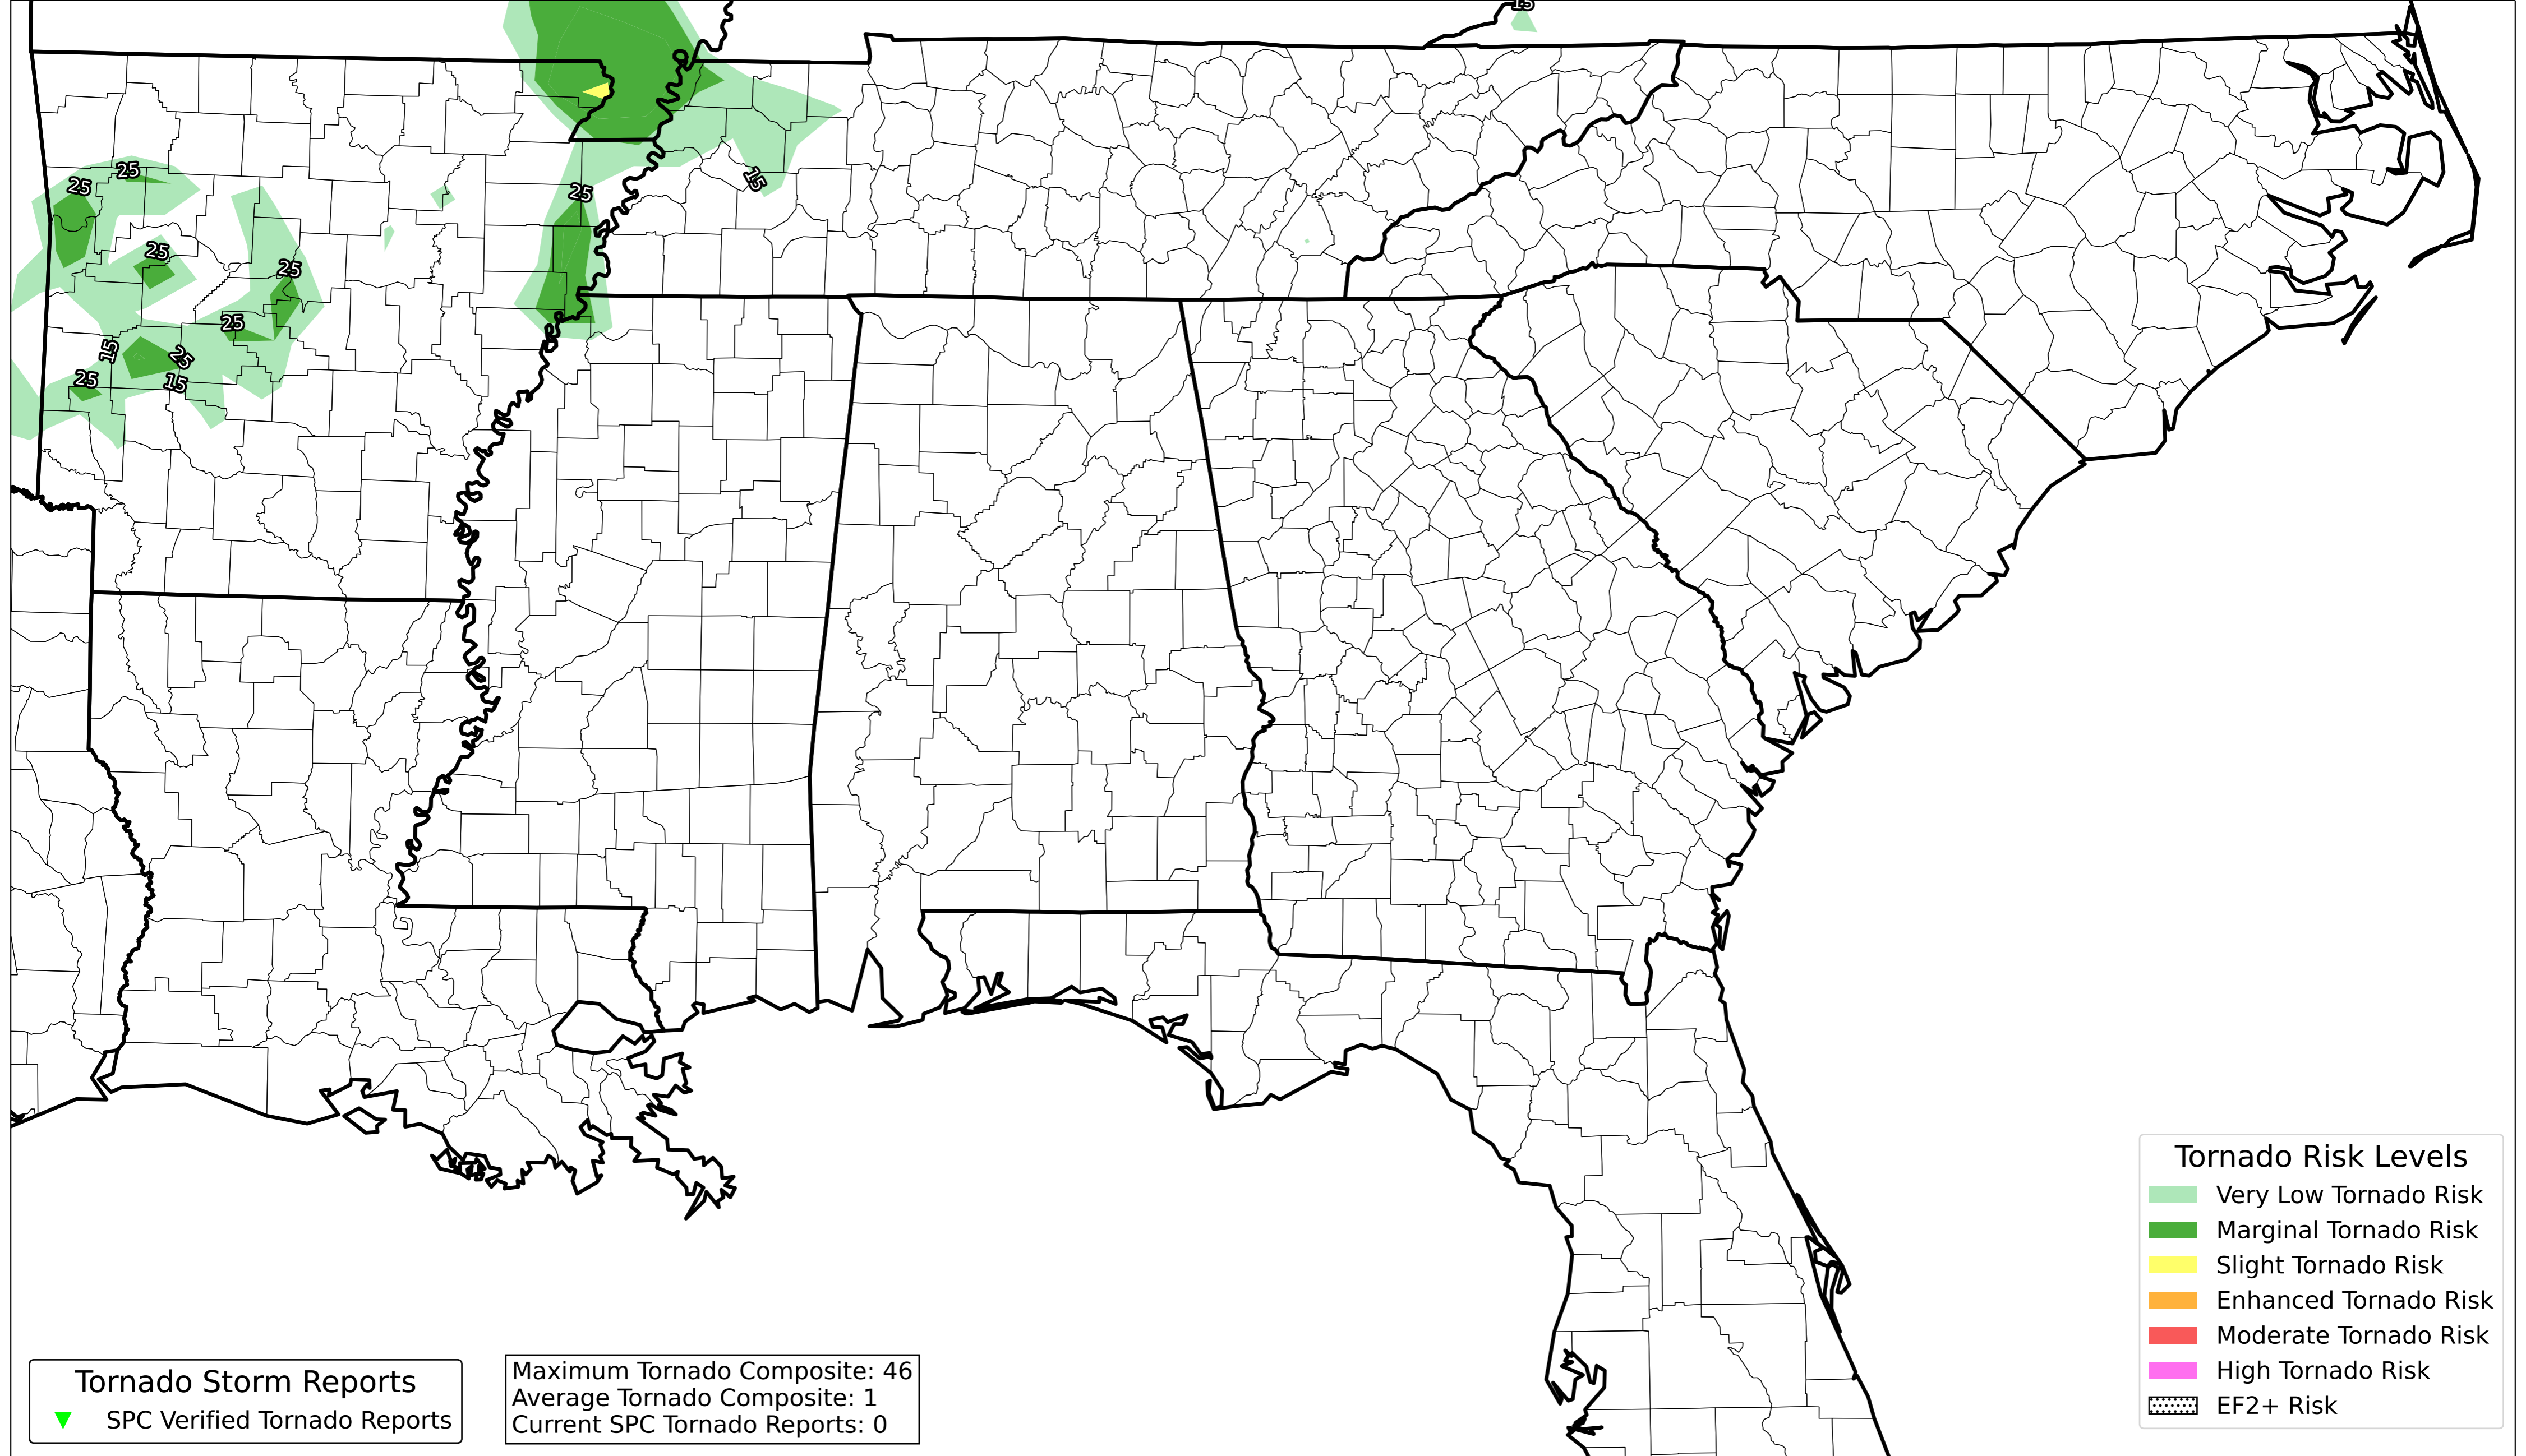 15
25
25
25
15
25
25
25
15
25
25
15
Tornado Risk Levels
Very Low Tornado Risk
Marginal Tornado Risk
Slight Tornado Risk
Enhanced Tornado Risk
Moderate Tornado Risk
High Tornado Risk
EF2+ Risk
Tornado Storm Reports
SPC Verified Tornado Reports
Maximum Tornado Composite: 46
Average Tornado Composite: 1
Current SPC Tornado Reports: 0